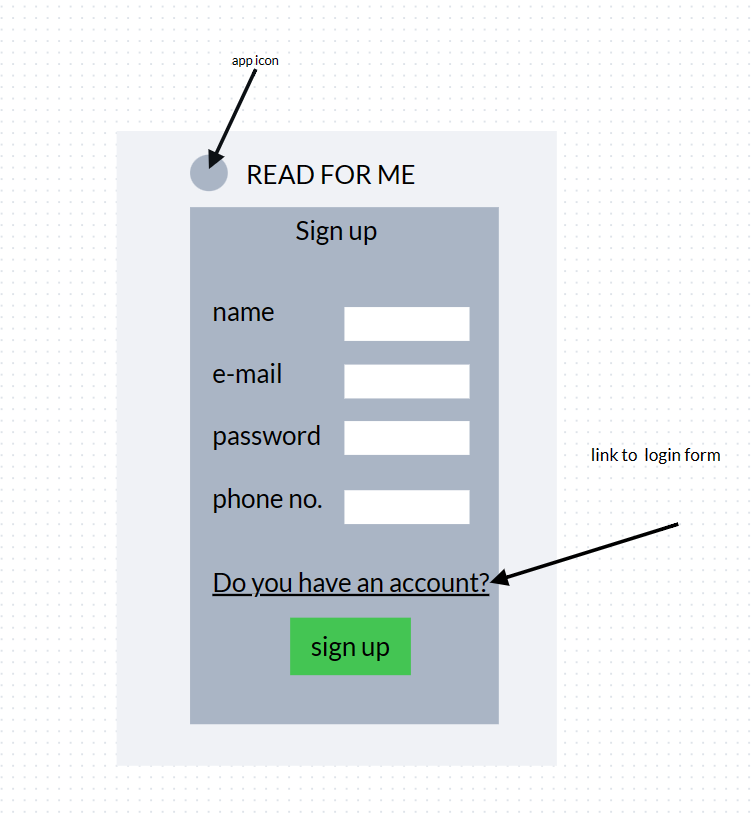 app icon
READ FOR ME
Sign up
name
e-mail
password
phone no.
link to login form
Do you have an account?
sign up